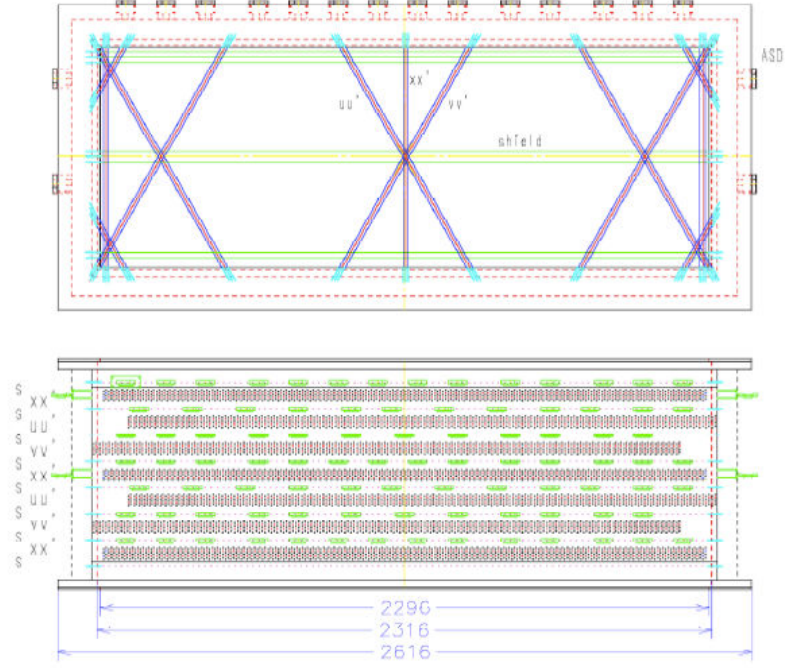 ASD
xx'
uu'
vv'
shield
S
XX'
S
UU'
S
VV'
S
XX'
S
UU'
S
VV'
S
XX'
S
2296
2316
2616